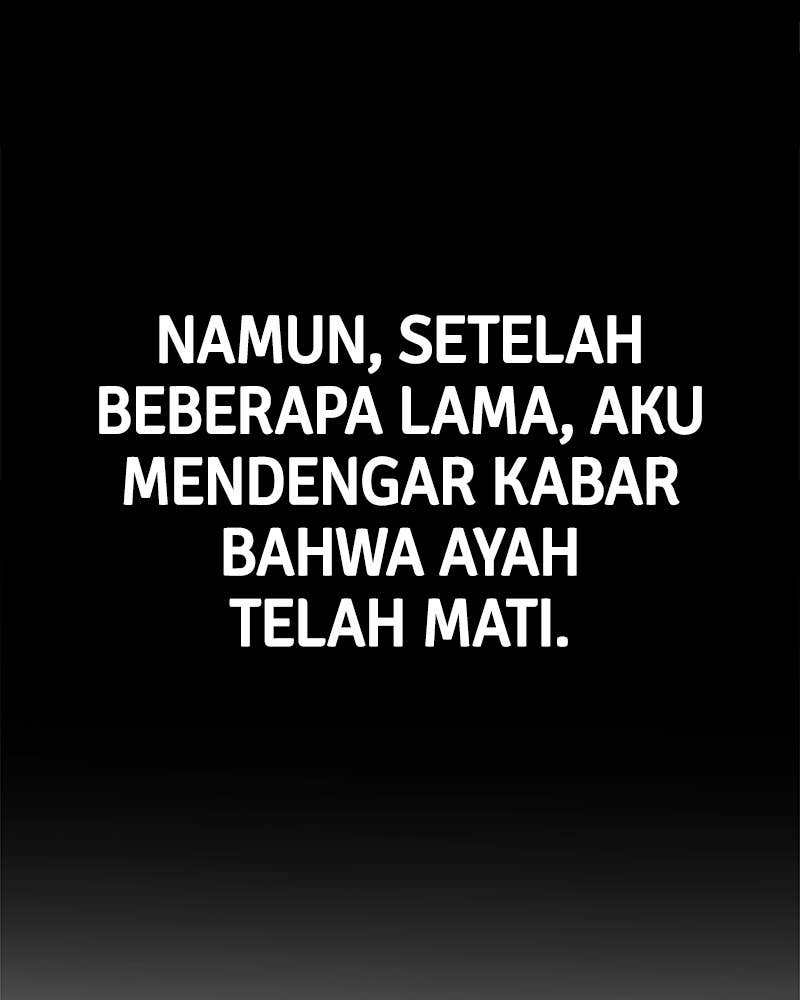 NAMUN, SETELAH
BEBERAPA LAMA, AKU
MENDENGAR KABAR
BAHWA AYAH
TELAH MATI.